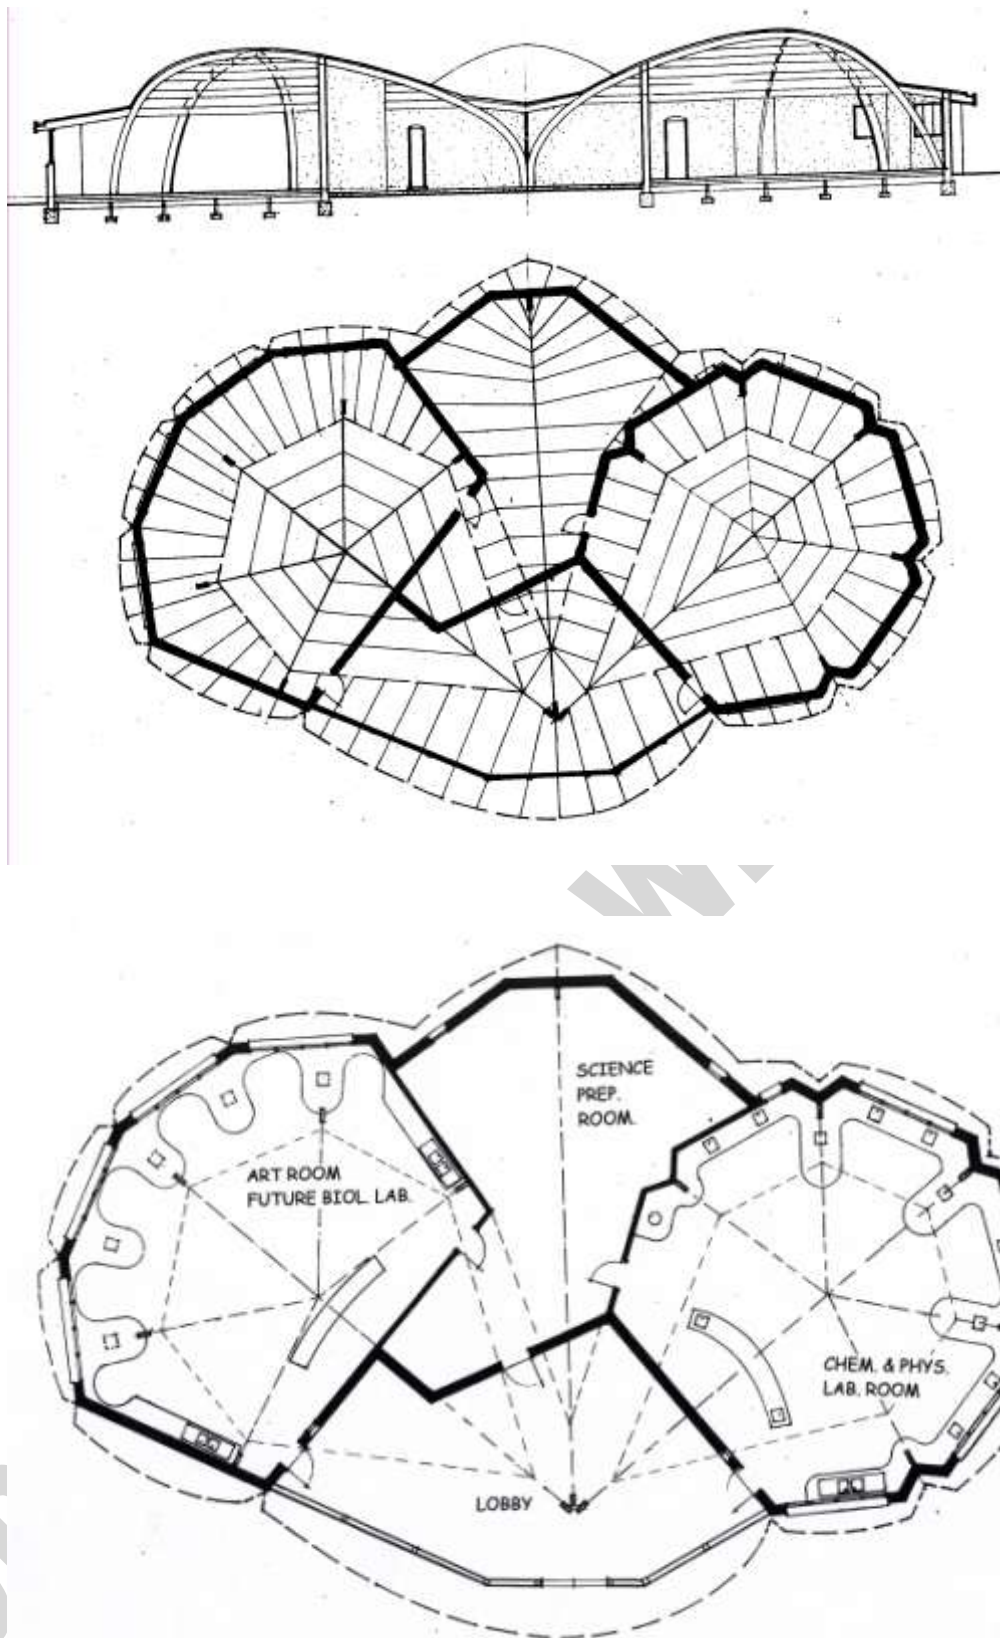 SCIENCE
PREP.
ROOM.
ART ROOM
FUTURE BIOL. LAB.
CHEM. & PHYS.
LAB. ROOM
LOBBY